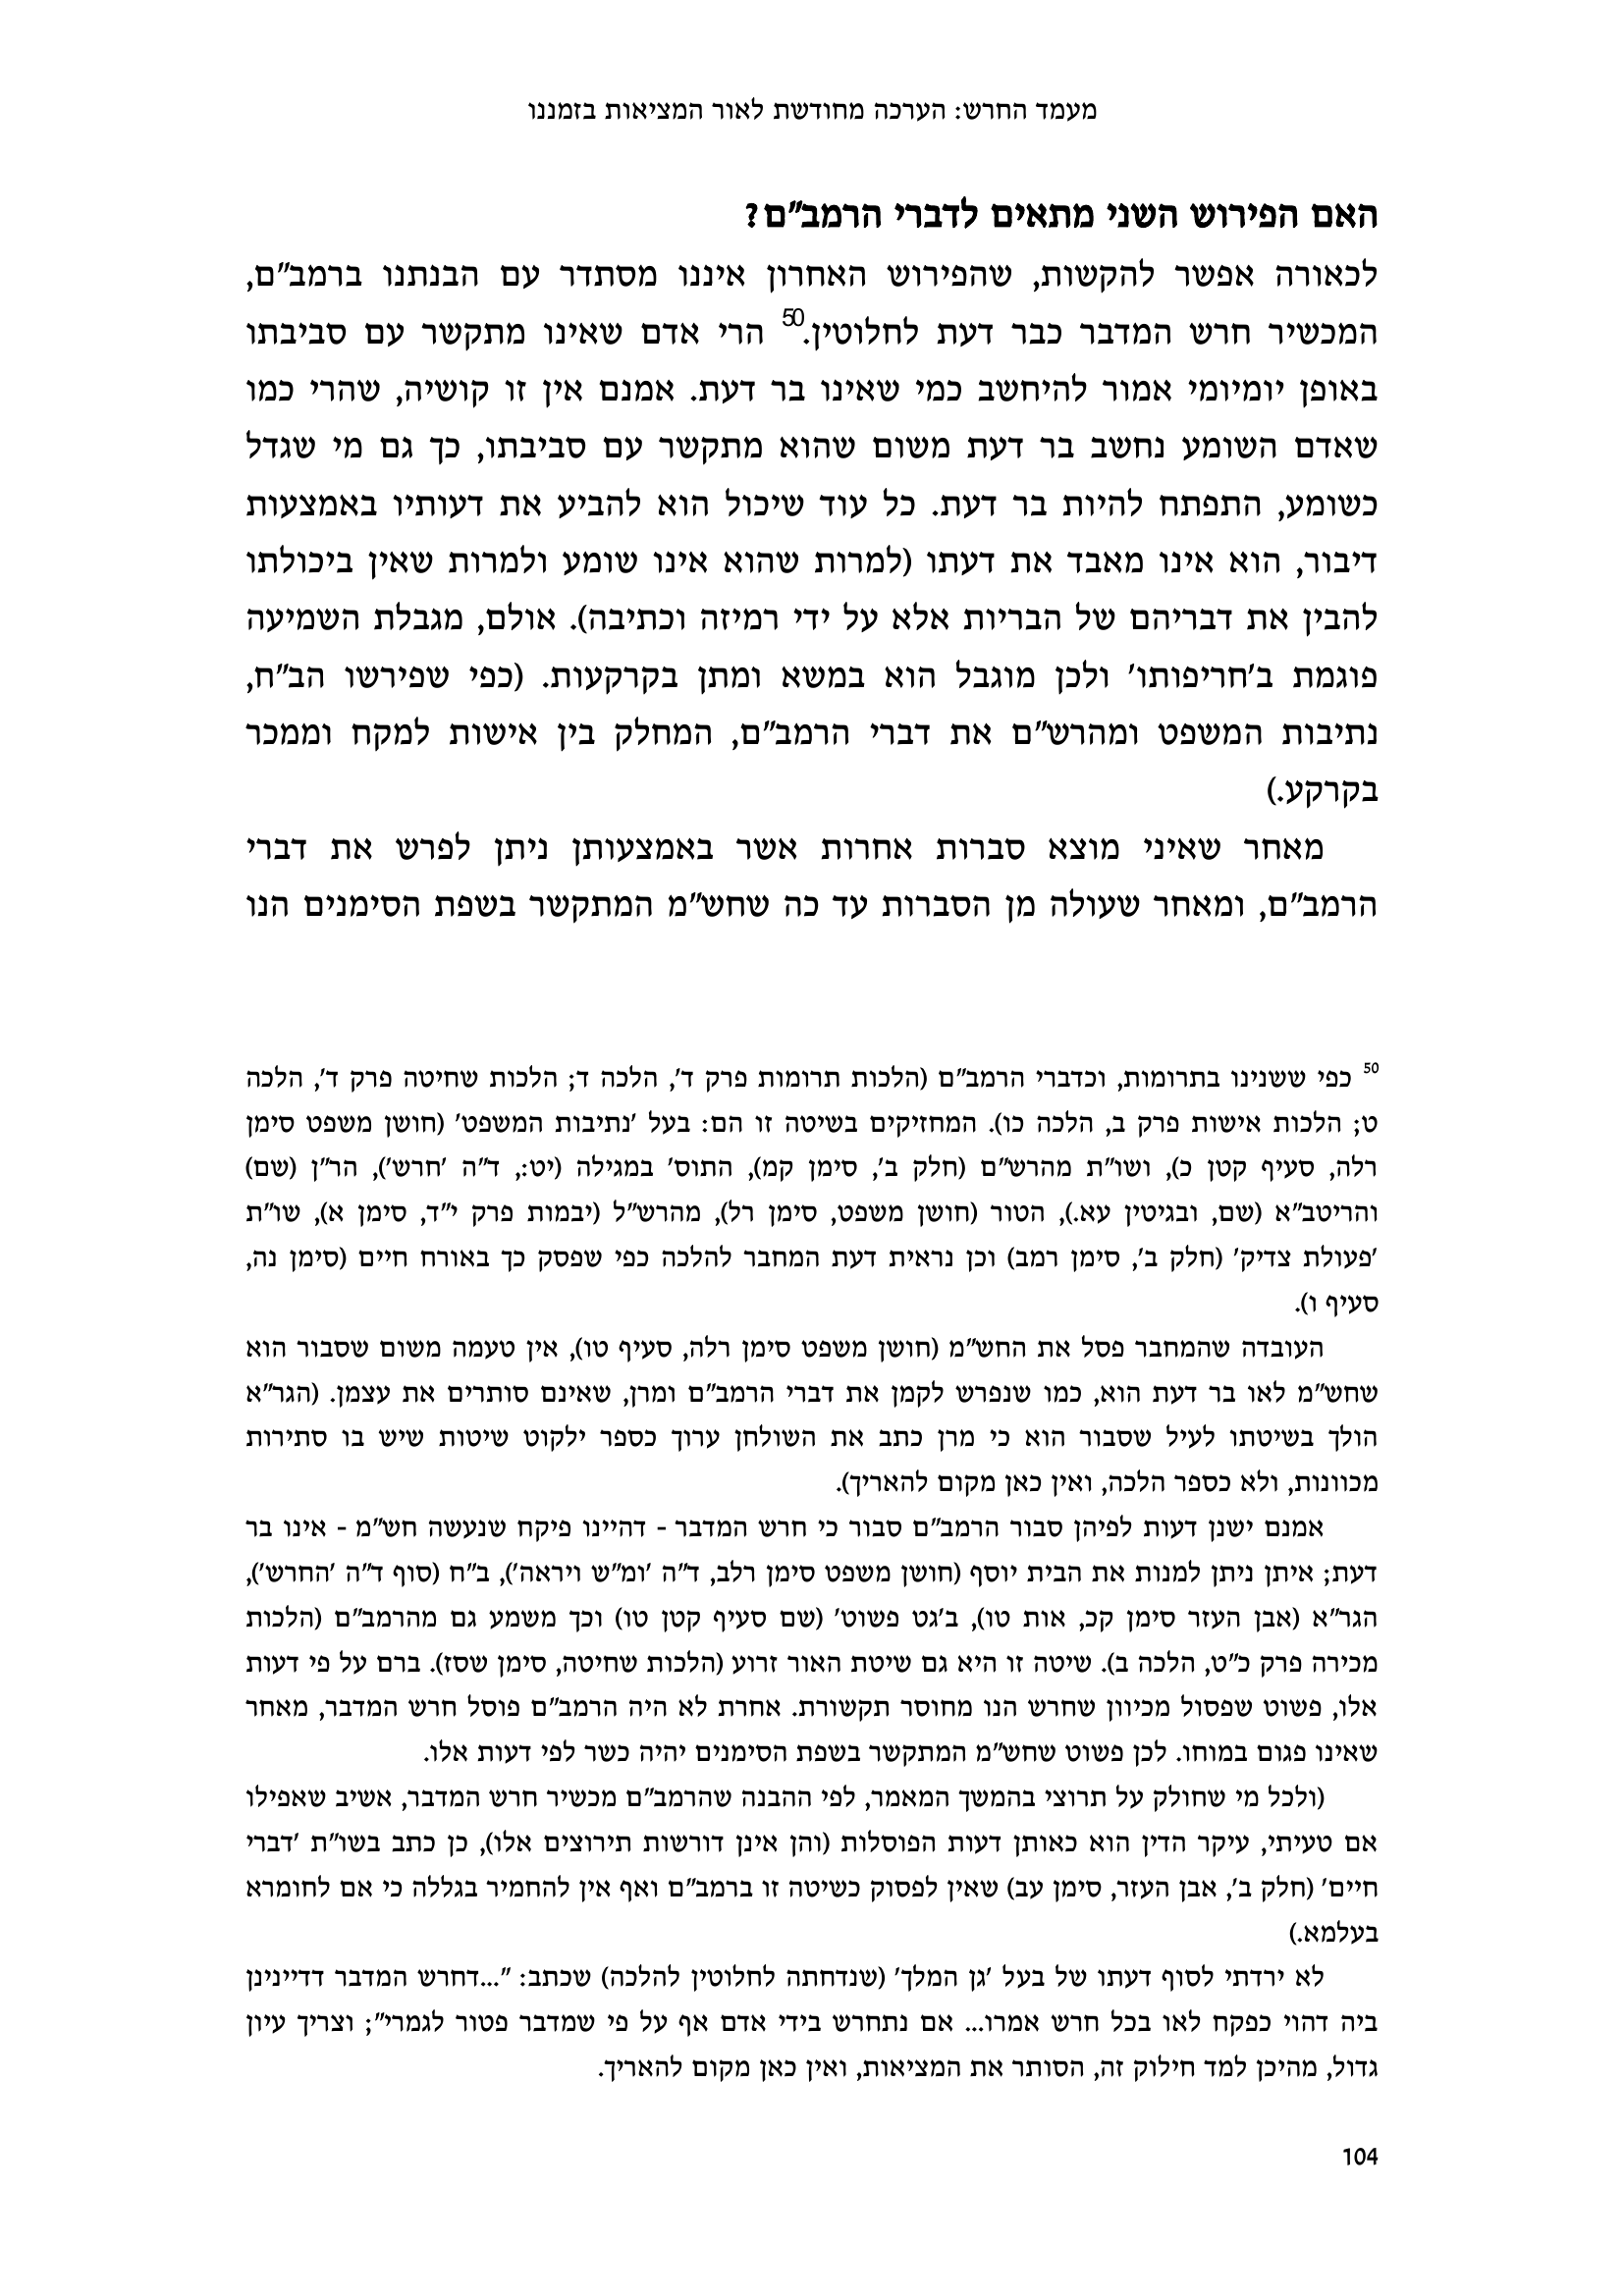 מעמד החרש: הערכה מחודשת לאור המציאות בזמננו
האם הפירוש השני מתאים לדברי הרמב"ם?
לכאורה אפשר להקשות, שהפירוש האחרון איננו מסתדר עם הבנתנו ברמב"ם,
המכשיר חרש המדבר כבר דעת לחלוטין.50 הרי אדם שאינו מתקשר עם סביבתו
באופן יומיומי אמור להיחשב כמי שאינו בר דעת. אמנם אין זו קושיה, שהרי כמו
שאדם השומע נחשב בר דעת משום שהוא מתקשר עם סביבתו, כך גם מי שגדל
כשומע, התפתח להיות בר דעת. כל עוד שיכול הוא להביע את דעותיו באמצעות
דיבור, הוא אינו מאבד את דעתו (למרות שהוא אינו שומע ולמרות שאין ביכולתו
להבין את דבריהם של הבריות אלא על ידי רמיזה וכתיבה). אולם, מגבלת השמיעה
פוגמת ב'חריפותו' ולכן מוגבל הוא במשא ומתן בקרקעות. (כפי שפירשו הב"ח,
נתיבות המשפט ומהרש"ם את דברי הרמב"ם, המחלק בין אישות למקח וממכר
בקרקע.)
מאחר שאיני מוצא סברות אחרות אשר באמצעותן ניתן לפרש את דברי
הרמב"ם, ומאחר שעולה מן הסברות עד כה שחש"מ המתקשר בשפת הסימנים הנו
50 כפי ששנינו בתרומות, וכדברי הרמב"ם (הלכות תרומות פרק ד', הלכה ד; הלכות שחיטה פרק ד', הלכה
ט; הלכות אישות פרק ב, הלכה כו). המחזיקים בשיטה זו הם: בעל 'נתיבות המשפט' (חושן משפט סימן
רלה, סעיף קטן כ), ושו"ת מהרש"ם (חלק ב', סימן קמ), התוס' במגילה (יט:, ד"ה 'חרש'), הר"ן (שם)
והריטב"א (שם, ובגיטין עא.), הטור (חושן משפט, סימן רל), מהרש"ל (יבמות פרק י"ד, סימן א), שו"ת
'פעולת צדיק' (חלק ב', סימן רמב) וכן נראית דעת המחבר להלכה כפי שפסק כך באורח חיים (סימן נה,
סעיף ו).
העובדה שהמחבר פסל את החש"מ (חושן משפט סימן רלה, סעיף טו), אין טעמה משום שסבור הוא
שחש"מ לאו בר דעת הוא, כמו שנפרש לקמן את דברי הרמב"ם ומרן, שאינם סותרים את עצמן. (הגר"א
הולך בשיטתו לעיל שסבור הוא כי מרן כתב את השולחן ערוך כספר ילקוט שיטות שיש בו סתירות
מכוונות, ולא כספר הלכה, ואין כאן מקום להאריך).
אמנם ישנן דעות לפיהן סבור הרמב"ם סבור כי חרש המדבר - דהיינו פיקח שנעשה חש"מ - אינו בר
דעת; איתן ניתן למנות את הבית יוסף (חושן משפט סימן רלב, ד"ה 'ומ"ש ויראה'), ב"ח (סוף ד"ה 'החרש'),
הגר"א (אבן העזר סימן קכ, אות טו), ב'גט פשוט' (שם סעיף קטן טו) וכך משמע גם מהרמב"ם (הלכות
מכירה פרק כ"ט, הלכה ב). שיטה זו היא גם שיטת האור זרוע (הלכות שחיטה, סימן שסז). ברם על פי דעות
אלו, פשוט שפסול מכיוון שחרש הנו מחוסר תקשורת. אחרת לא היה הרמב"ם פוסל חרש המדבר, מאחר
שאינו פגום במוחו. לכן פשוט שחש"מ המתקשר בשפת הסימנים יהיה כשר לפי דעות אלו.
(ולכל מי שחולק על תרוצי בהמשך המאמר, לפי ההבנה שהרמב"ם מכשיר חרש המדבר, אשיב שאפילו
אם טעיתי, עיקר הדין הוא כאותן דעות הפוסלות (והן אינן דורשות תירוצים אלו), כן כתב בשו"ת 'דברי
חיים' (חלק ב', אבן העזר, סימן עב) שאין לפסוק כשיטה זו ברמב"ם ואף אין להחמיר בגללה כי אם לחומרא
בעלמא.)
לא ירדתי לסוף דעתו של בעל 'גן המלך' (שנדחתה לחלוטין להלכה) שכתב: "...דחרש המדבר דדיינינן
ביה דהוי כפקח לאו בכל חרש אמרו... אם נתחרש בידי אדם אף על פי שמדבר פטור לגמרי"; וצריך עיון
גדול, מהיכן למד חילוק זה, הסותר את המציאות, ואין כאן מקום להאריך.
104